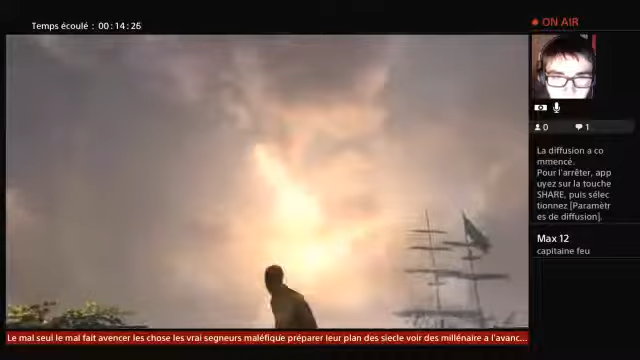 Temps écoulé : 00:14:26
ON AIR
0
1
La diffusion a co
mmencé.
Pour l'arrêter, app
uyez sur la touche
SHARE, puis sélec
tionnez [Paramètr
es de diffusion].
Max 12
capitaine feu
Le mal seul le mal fait avencer les chose les vrai segneurs maléfique préparer leur plan des siecle voir des millénaire a l'avanc...